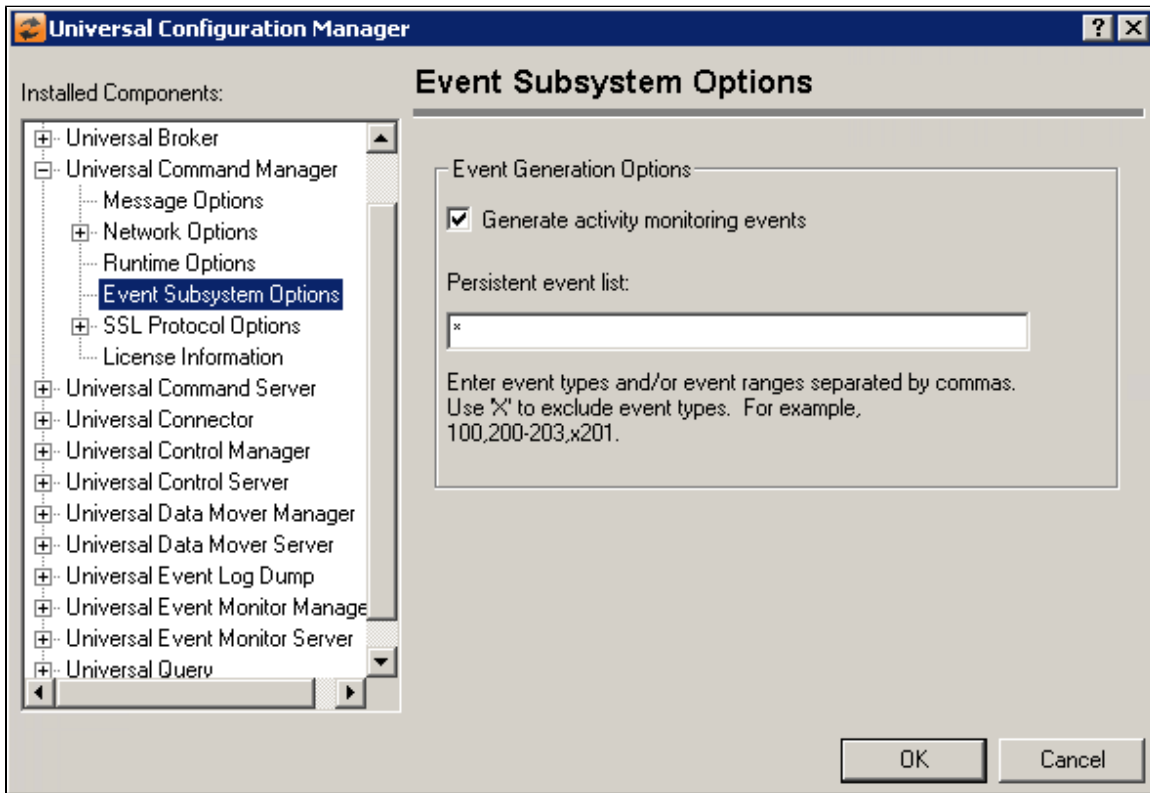 Universal Configuration Manager
Installed Components:
Universal Broker
Universal Command Manager
Message Options
Network Options
Runtime Options
Event Subsystem Options
SSL Protocol Options
License Information
Universal Command Server
Universal Connector
Universal Control Manager
Universal Control Server
Universal Data Mover Manager
Universal Data Mover Server
Universal Event Log Dump
Universal Event Monitor Manage
Universal Event Monitor Server
Universal Query
Event Subsystem Options
Event Generation Options
Generate activity monitoring events
Persistent event list:
*
Enter event types and/or event ranges separated by commas.
Use 'X' to exclude event types.  For example,
100,200-203,x201.
OK
Cancel